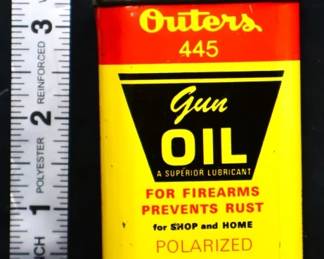 Outers
445
Gun
OIL
A SUPERIOR LUBRICANT
FOR FIREARMS
PREVENTS RUST
for SHOP and HOME
POLARIZED
3
REINFORCED
2
POLYESTER
1
CH